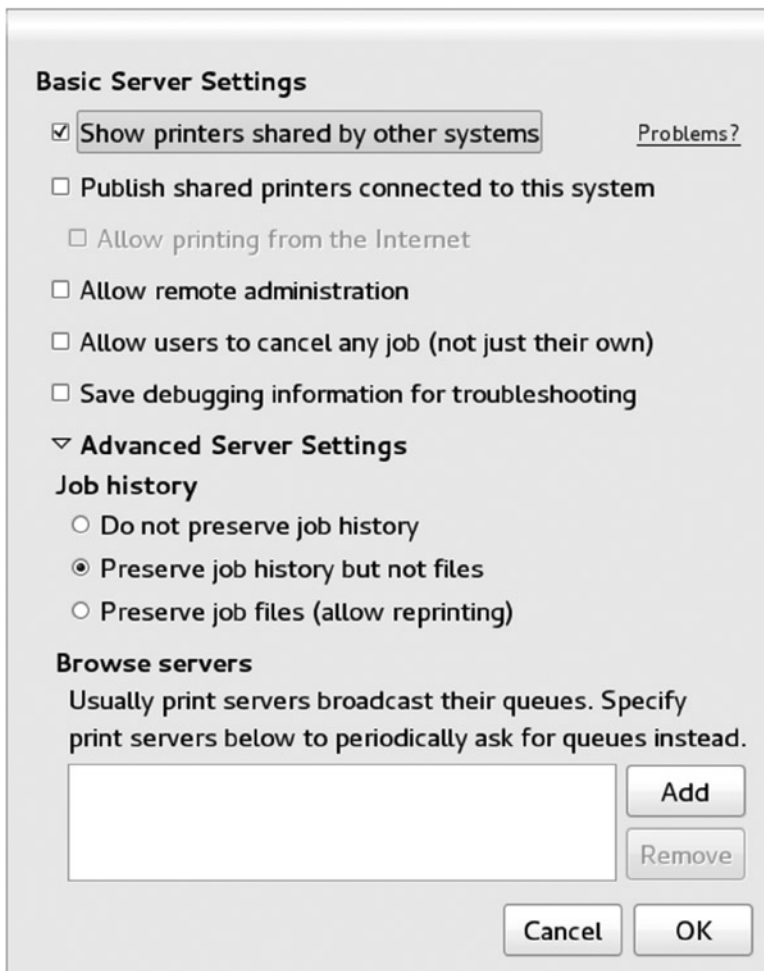 Basic Server Settings
Show printers shared by other systems
Problems?
Publish shared printers connected to this system
Allow printing from the Internet
Allow remote administration
Allow users to cancel any job (not just their own)
Save debugging information for troubleshooting
Advanced Server Settings
Job history
Do not preserve job history
Preserve job history but not files
Preserve job files (allow reprinting)
Browse servers
Usually print servers broadcast their queues. Specify
print servers below to periodically ask for queues instead.
Add
Remove
Cancel
OK